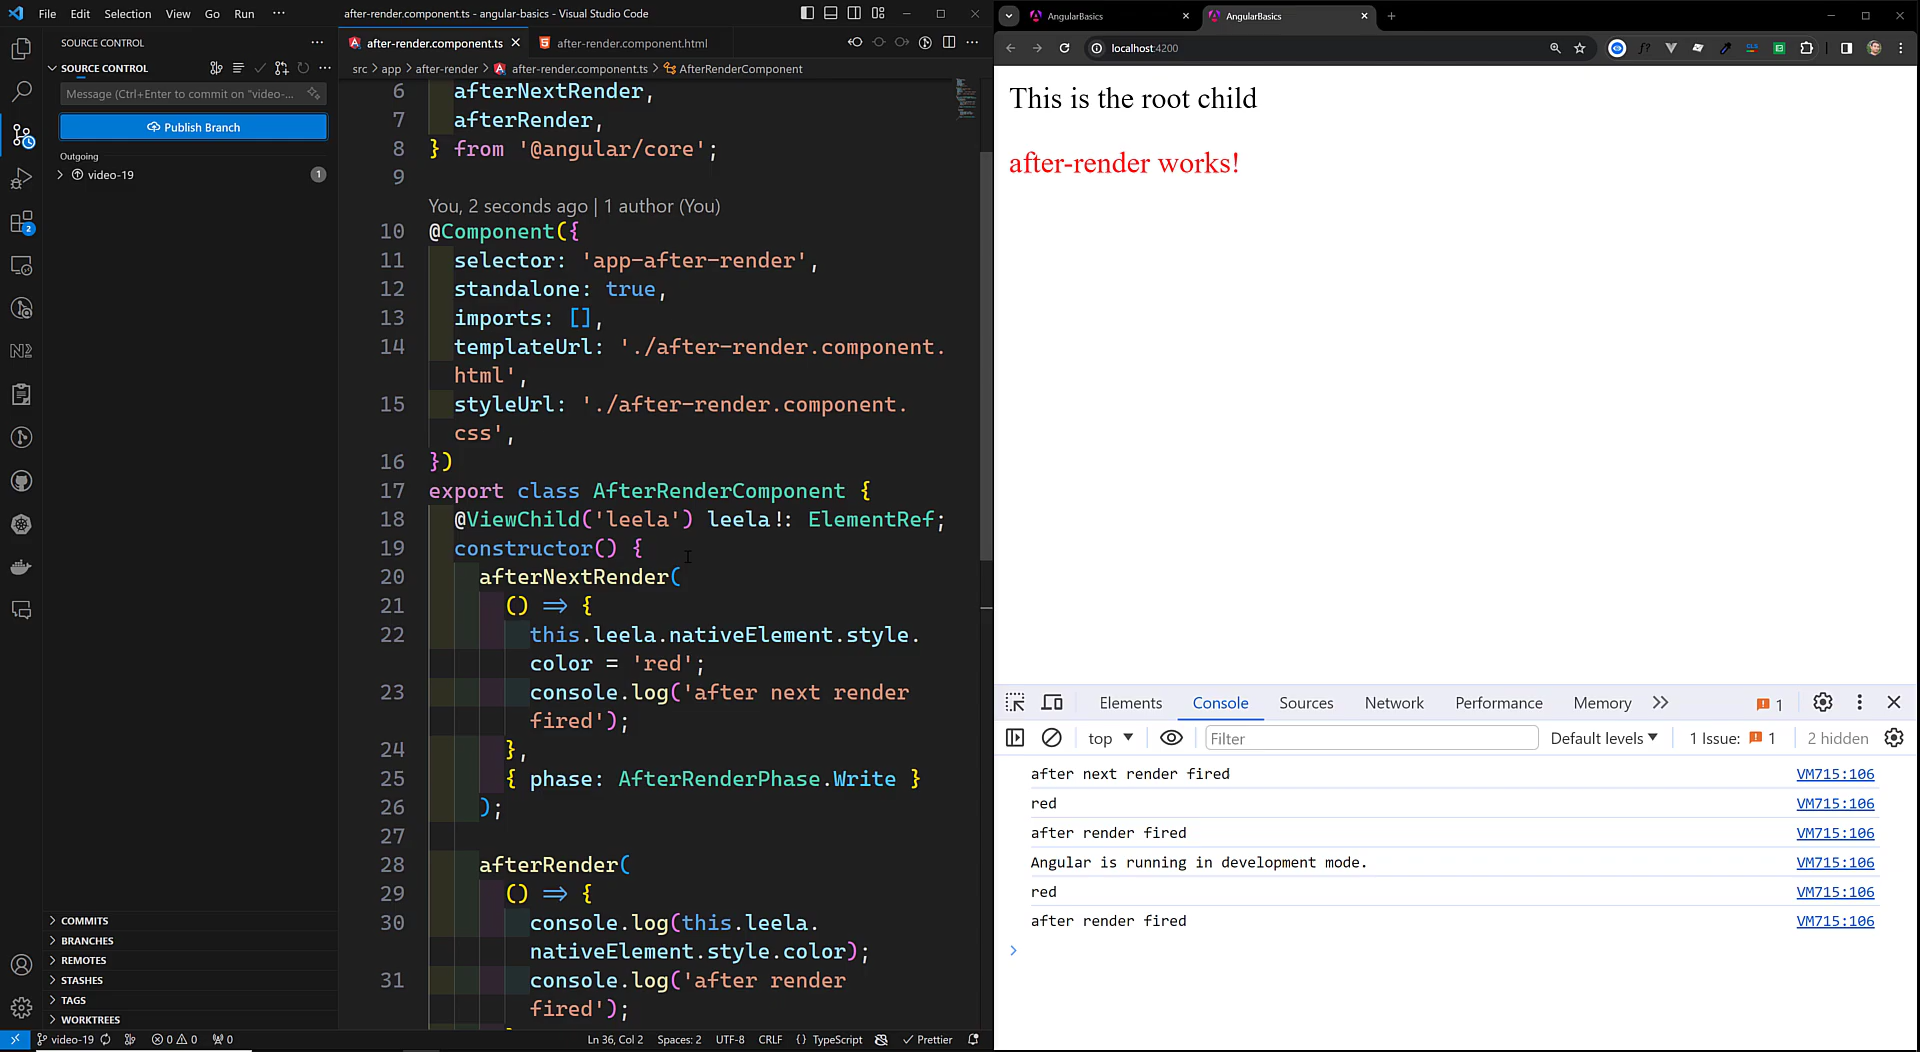 File Edit Selection View Go Run ···
after-render.component.ts - angular-basics - Visual Studio Code
SOURCE CONTROL
SOURCE CONTROL
Message (Ctrl+Enter to commit on "video-...
Publish Branch
Outgoing
video-19 1
2
COMMITS
BRANCHES
REMOTES
STASHES
TAGS
WORKTREES
after-render.component.ts
after-render.component.html
src > app > after-render > after-render.component.ts > AfterRenderComponent
6 afterNextRender,
7 afterRender,
8 } from '@angular/core';
9
You, 2 seconds ago | 1 author (You)
10 @Component({
11 selector: 'app-after-render',
12 standalone: true,
13 imports: [],
14 templateUrl: './after-render.component.
html',
15 styleUrl: './after-render.component.
css',
16 })
17 export class AfterRenderComponent {
18 @ViewChild('leela') leela!: ElementRef;
19 constructor() {
20 afterNextRender(
21 () => {
22 this.leela.nativeElement.style.
color = 'red';
23 console.log('after next render
fired');
24 },
25 { phase: AfterRenderPhase.Write }
26 );
27
28 afterRender(
29 () => {
30 console.log(this.leela.
nativeElement.style.color);
31 console.log('after render
fired');
video-19 0 0 0 Ln 36, Col 2 Spaces: 2 UTF-8 CRLF {} TypeScript Prettier
AngularBasics
AngularBasics
localhost:4200
This is the root child
after-render works!
Elements Console Sources Network Performance Memory 1
top Filter Default levels 1 Issue: 1 2 hidden
after next render fired VM715:106
red VM715:106
after render fired VM715:106
Angular is running in development mode. VM715:106
red VM715:106
after render fired VM715:106